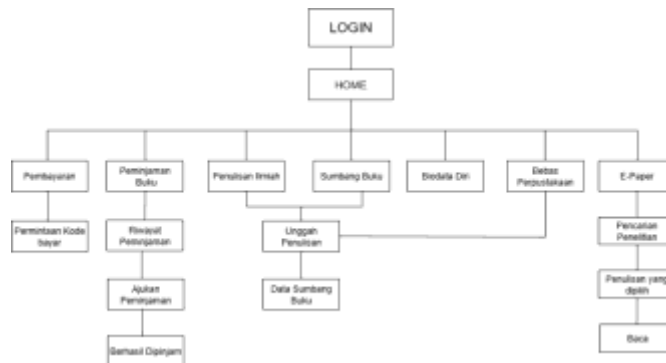 LOGIN
HOME
Pembayaran
Peminjaman
Buku
Penulisan Ilmiah
Sumbang Buku
Biodata Diri
Bebas
Perpustakaan
E-Paper
Permintaan Kode
bayar
Riwayat
Peminjaman
Unggah
Penulisan
Pencarian
Penelitian
Ajukan
Peminjaman
Data Sumbang
Buku
Penulisan yang
dipilih
Berhasil Dipinjam
Baca